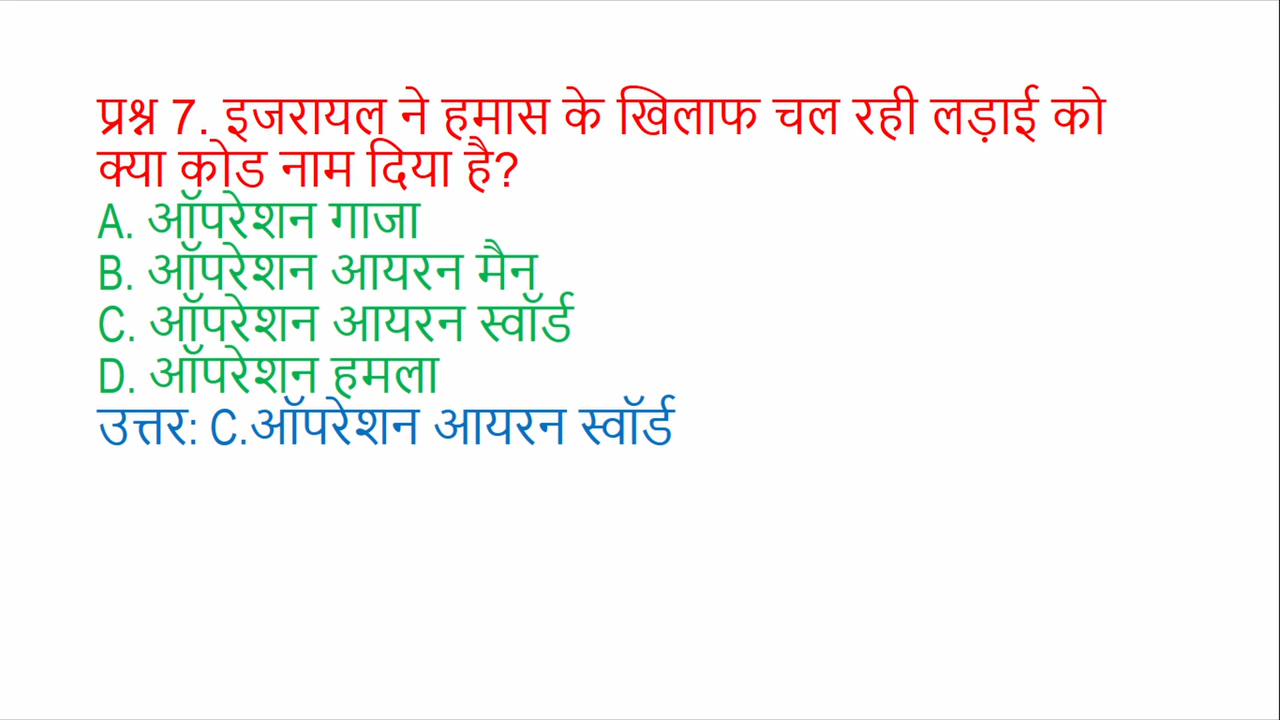 प्रश्न 7. इजरायल ने हमास के खिलाफ चल रही लड़ाई को
क्या कोड नाम दिया है?
A. ऑपरेशन गाजा
B. ऑपरेशन आयरन मैन
C. ऑपरेशन आयरन स्वॉर्ड
D. ऑपरेशन हमला
उत्तर: C.ऑपरेशन आयरन स्वॉर्ड